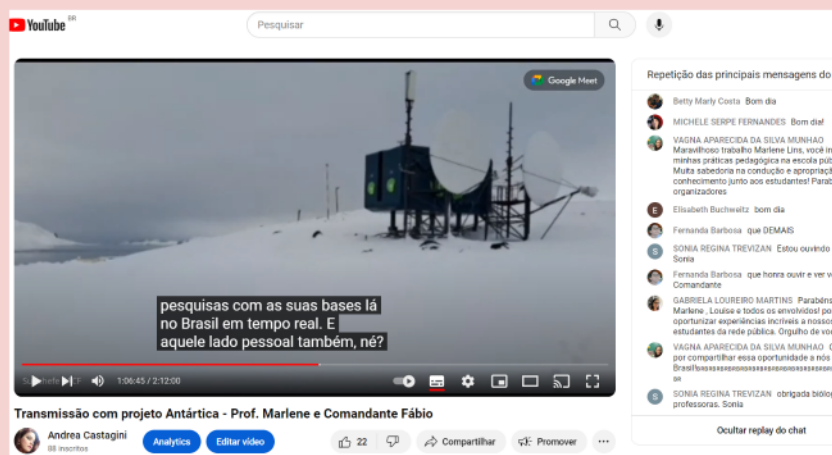 YouTube BR
Pesquisar
Google Meet
pesquisas com as suas bases lá
no Brasil em tempo real. E
aquele lado pessoal também, né?
1:06:45 / 2:12:00
Transmissão com projeto Antártica - Prof. Marlene e Comandante Fábio
Andrea Castagini
88 inscritos
Analytics
Editar vídeo
22
Compartilhar
Promover
Repetição das principais mensagens do
Betty Marly Costa Bom dia
MICHELE SERPE FERNANDES Bom dia!
VAGNA APARECIDA DA SILVA MUNHAO
Maravilhoso trabalho Marlene Lins, você
minhas práticas pedagógica na escola
Muita sabedoria na condução e
conhecimento junto aos estudantes!
organizadores
Elisabeth Buchweitz bom dia
Fernanda Barbosa que DEMAIS
SONIA REGINA TREVIZAN Estou ouvindo
Sonia
Fernanda Barbosa que honra ouvir e ver
Comandante
GABRIELA LOUREIRO MARTINS Parabéns
Marlene , Louise e todos os envolvidos!
oportunizar experiências incríveis a
estudantes da rede pública. Orgulho de
VAGNA APARECIDA DA SILVA MUNHAO
por compartilhar essa oportunidade a nós
SONIA REGINA TREVIZAN obrigada
professoras. Sonia
Ocultar replay do chat